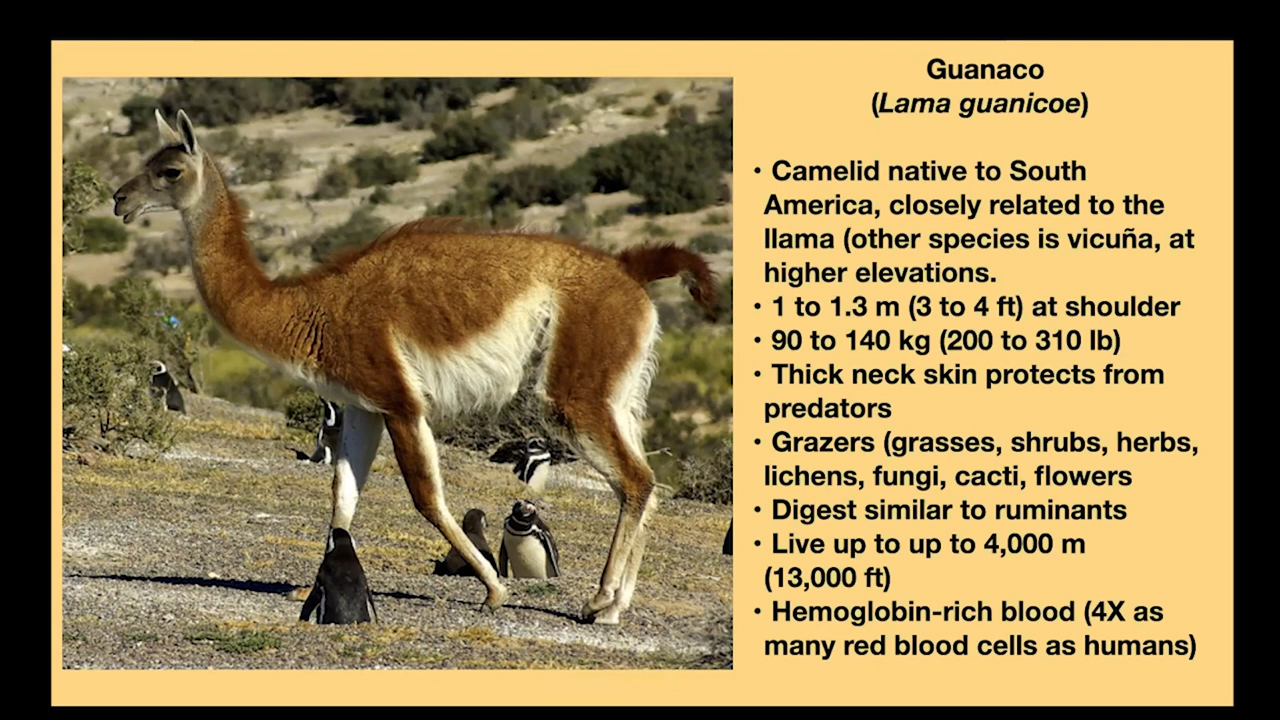 Guanaco
(Lama guanicoe)
• Camelid native to South
America, closely related to the
llama (other species is vicuña, at
higher elevations.
• 1 to 1.3 m (3 to 4 ft) at shoulder
• 90 to 140 kg (200 to 310 lb)
• Thick neck skin protects from
predators
• Grazers (grasses, shrubs, herbs,
lichens, fungi, cacti, flowers
• Digest similar to ruminants
• Live up to up to 4,000 m
(13,000 ft)
• Hemoglobin-rich blood (4X as
many red blood cells as humans)